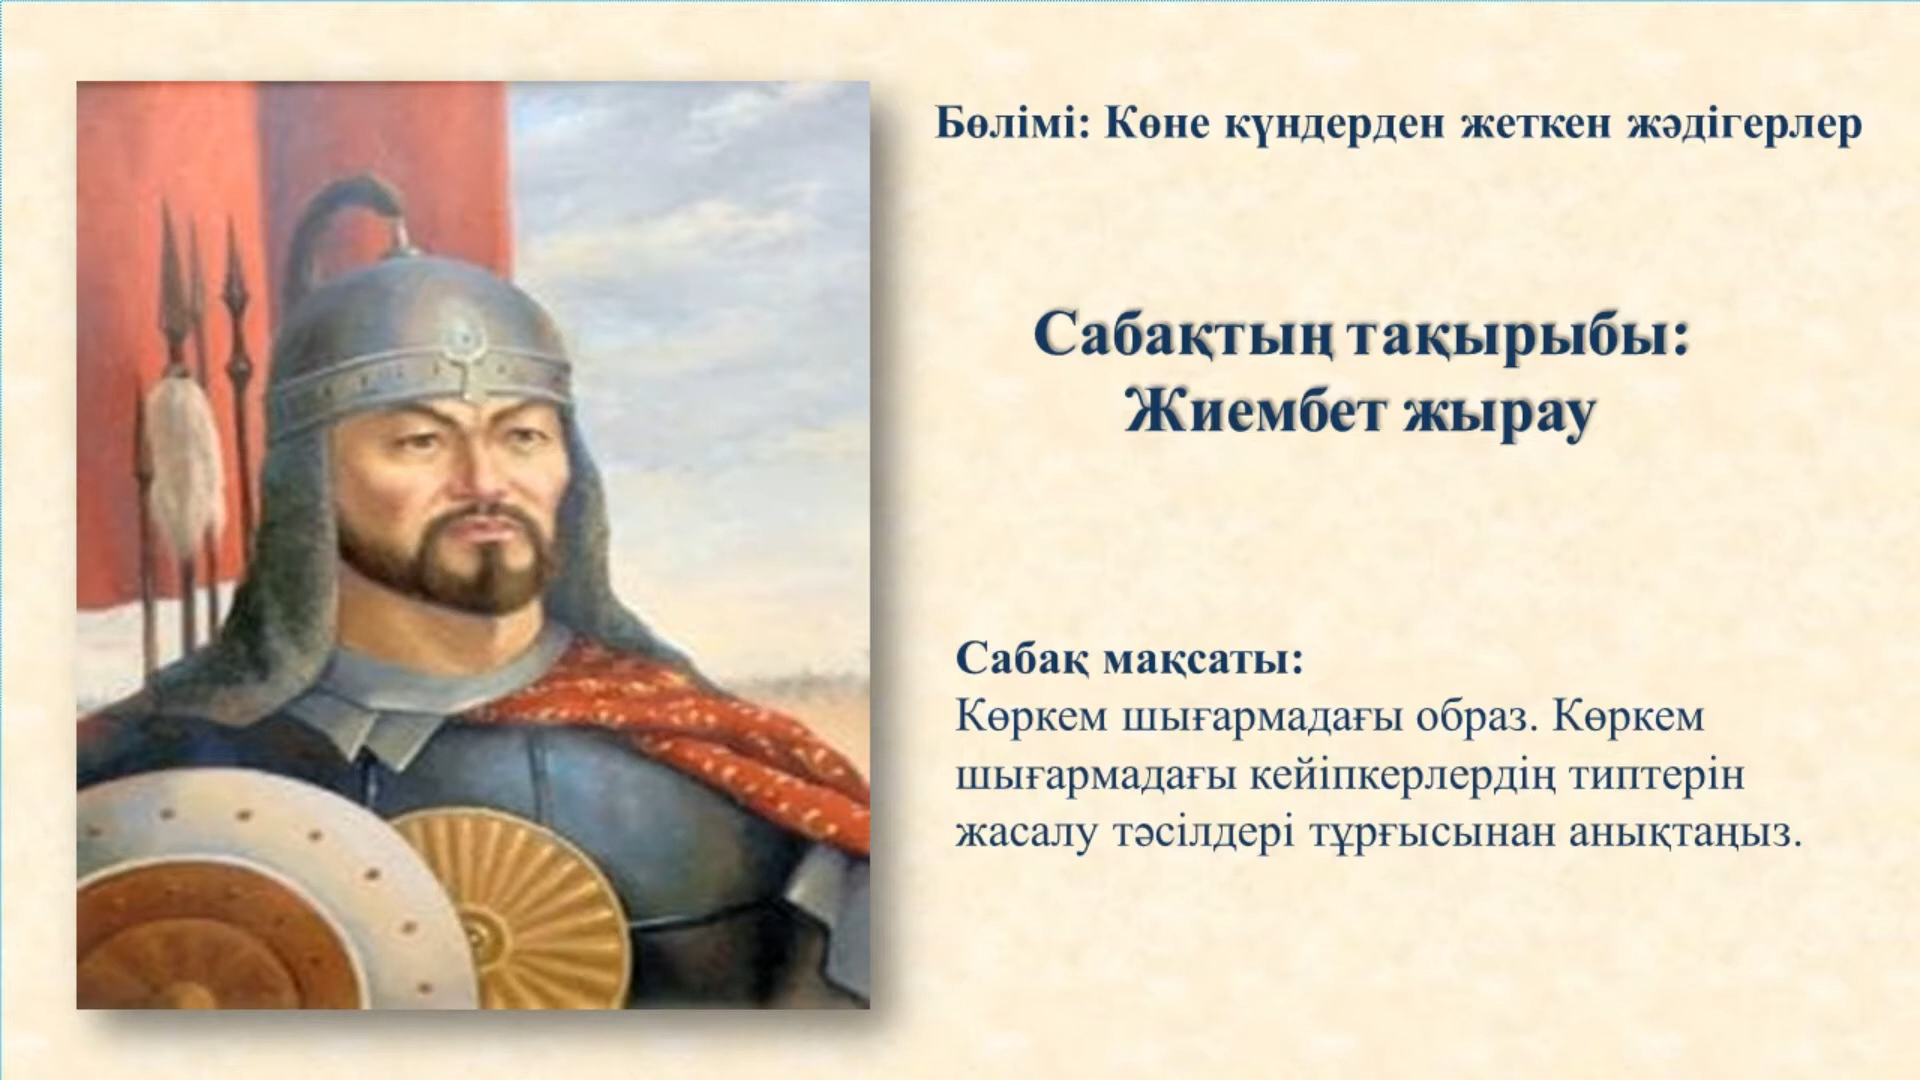 Бөлімі: Көне күндерден жеткен жәдігерлер
Сабақтың тақырыбы:
Жиембет жырау
Сабақ мақсаты:
Көркем шығармадағы образ. Көркем
шығармадағы кейіпкерлердің типтерін
жасалу тәсілдері тұрғысынан анықтаңыз.